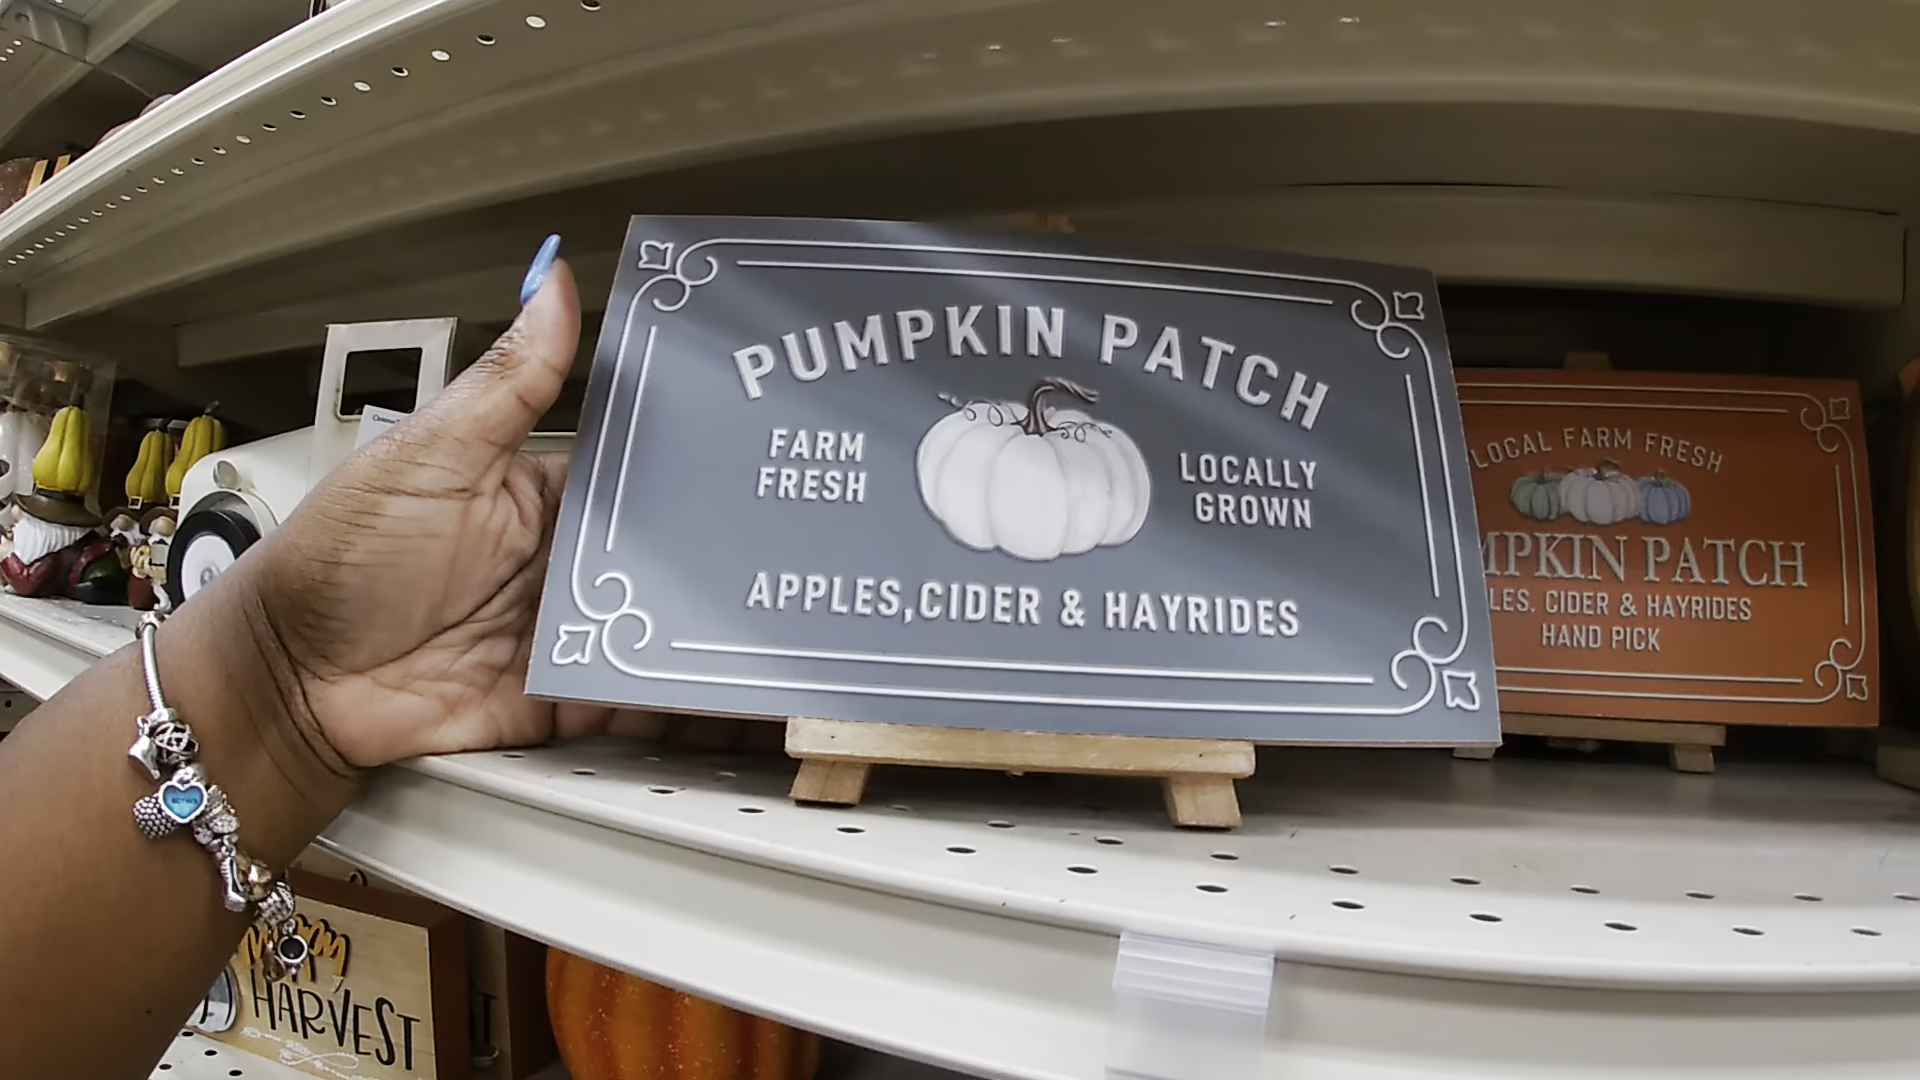 PUMPKIN PATCH
FARM
FRESH
LOCALLY
GROWN
APPLES,CIDER & HAYRIDES
LOCAL FARM FRESH
MPKIN PATCH
LES. CIDER & HAYRIDES
HAND PICK
HARVEST